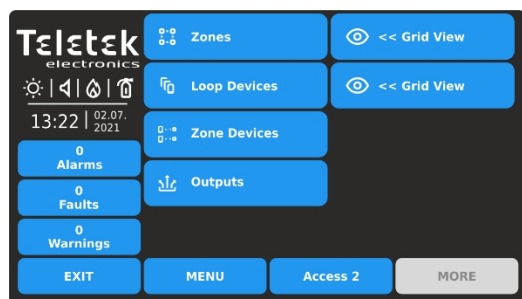 Teletek
electronics
13:22 02.07.
2021
0
Alarms
0
Faults
0
Warnings
Zones
<< Grid View
Loop Devices
<< Grid View
Zone Devices
Outputs
EXIT
MENU
Access 2
MORE